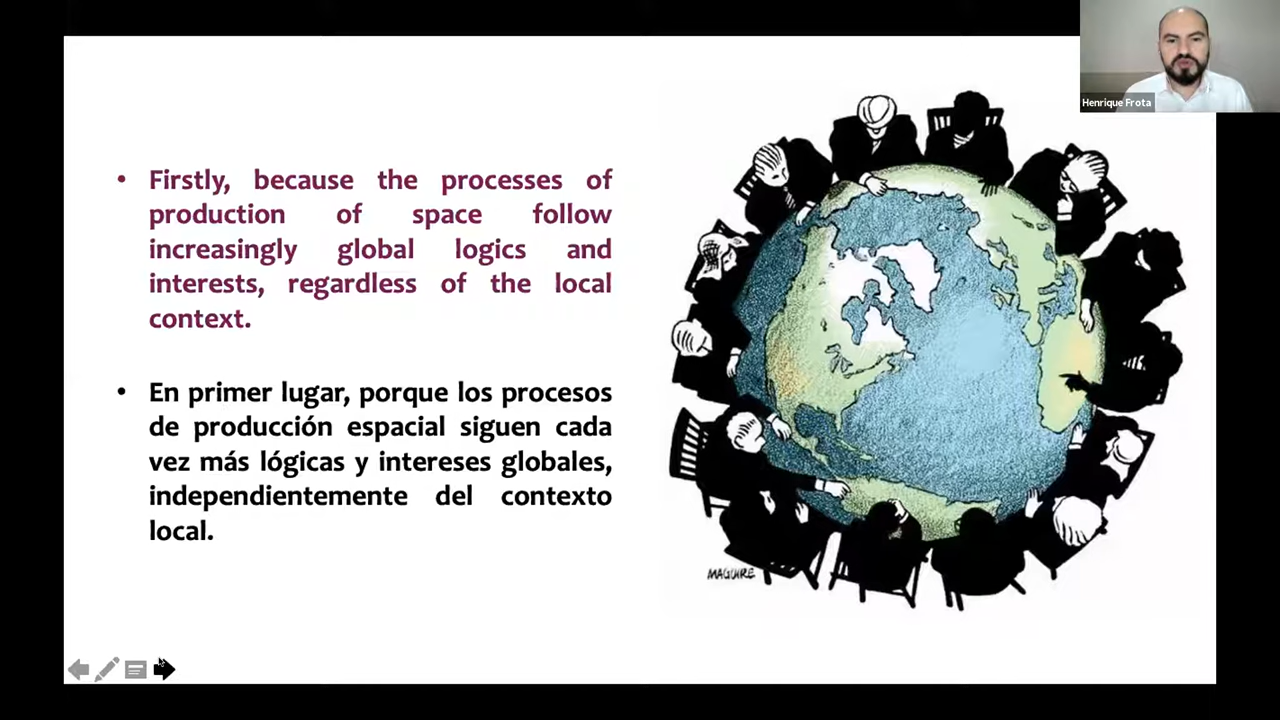 Henrique Frota
• Firstly, because the processes of
production of space follow
increasingly global logics and
interests, regardless of the local
context.
• En primer lugar, porque los procesos
de producción espacial siguen cada
vez más lógicas y intereses globales,
independientemente del contexto
local.
MAGUIRE